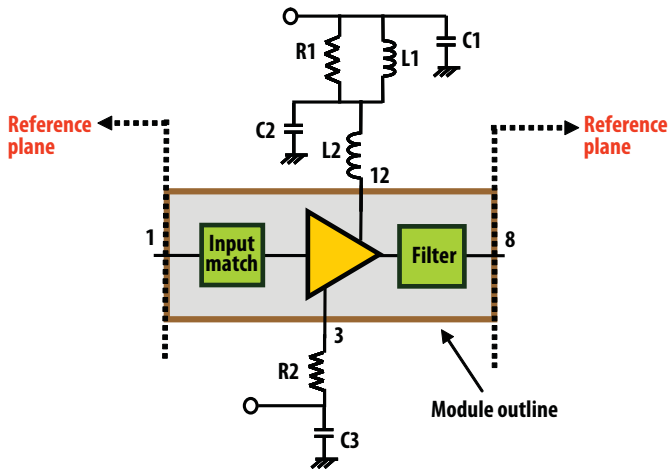 R1
L1
C1
C2
L2
Reference
plane
Reference
plane
12
1
Input
match
Filter
8
3
R2
Module outline
C3